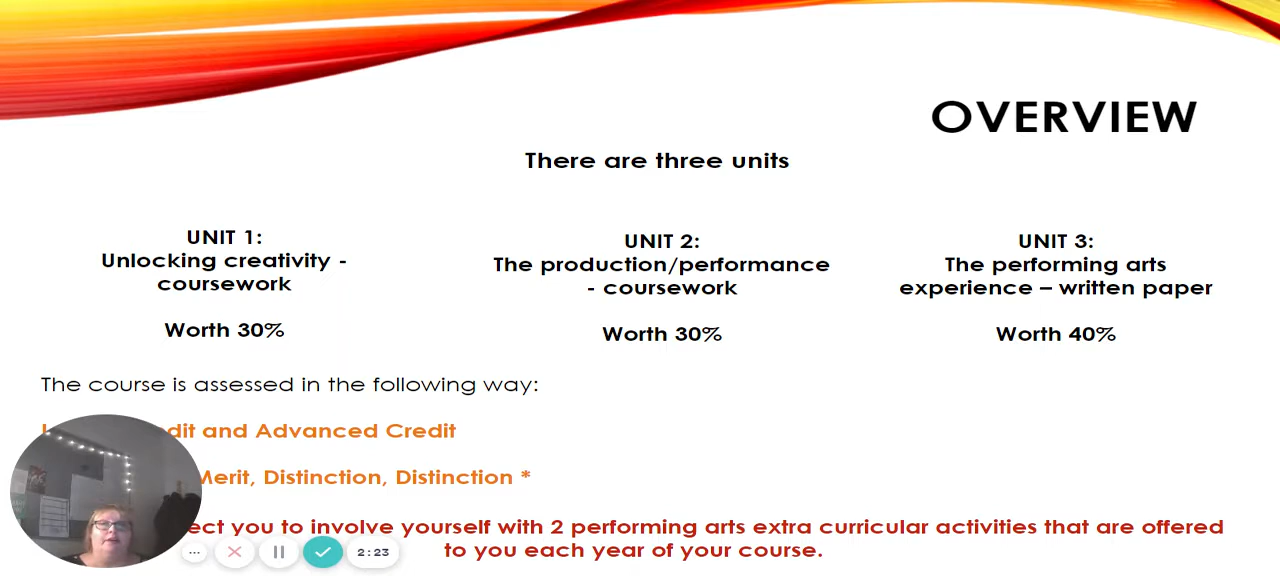 OVERVIEW
There are three units
UNIT 1:
Unlocking creativity -
coursework
Worth 30%
UNIT 2:
The production/performance
- coursework
Worth 30%
UNIT 3:
The performing arts
experience – written paper
Worth 40%
The course is assessed in the following way:
and Advanced Credit
Merit, Distinction, Distinction *
you to involve yourself with 2 performing arts extra curricular activities that are offered
to you each year of your course.
2:23